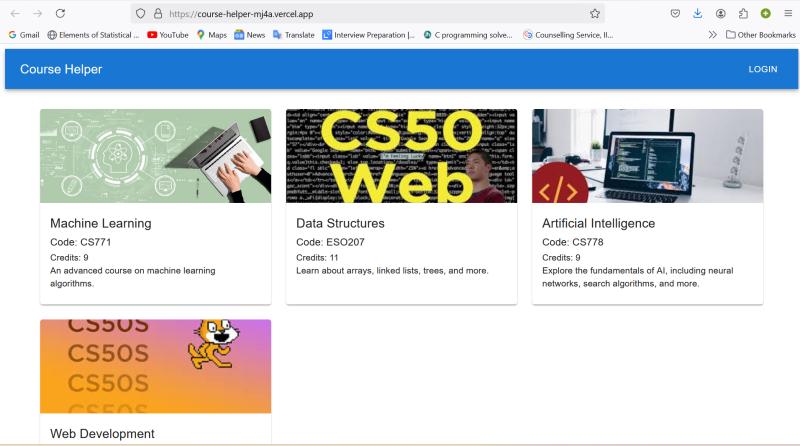 https://course-helper-mj4a.vercel.app
Gmail
Elements of Statistical ...
YouTube
Maps
News
Translate
Interview Preparation |...
C programming solve...
Counselling Service, II...
Other Bookmarks
Course Helper
LOGIN
CS50
Web
Machine Learning
Code: CS771
Credits: 9
An advanced course on machine learning
algorithms.
Data Structures
Code: ESO207
Credits: 11
Learn about arrays, linked lists, trees, and more.
</>
Artificial Intelligence
Code: CS778
Credits: 9
Explore the fundamentals of AI, including neural
networks, search algorithms, and more.
CS50S
CS50S
CS50S
CS50S
Web Development